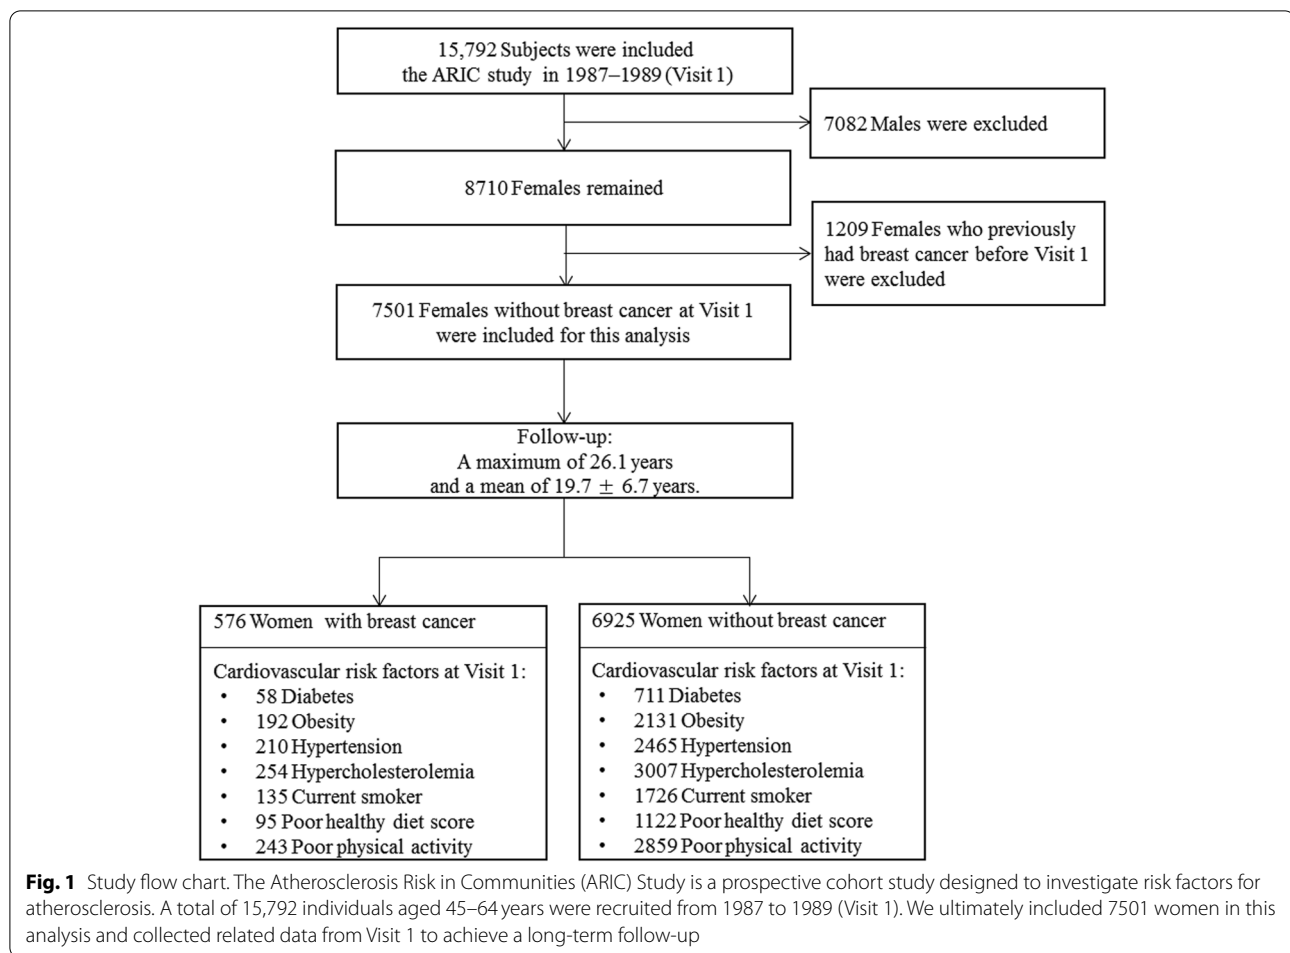 15,792 Subjects were included
the ARIC study in 1987–1989 (Visit 1)
7082 Males were excluded
8710 Females remained
1209 Females who previously
had breast cancer before Visit 1
were excluded
7501 Females without breast cancer at Visit 1
were included for this analysis
Follow-up:
A maximum of 26.1 years
and a mean of 19.7 ± 6.7 years.
576 Women with breast cancer
Cardiovascular risk factors at Visit 1:
• 58 Diabetes
• 192 Obesity
• 210 Hypertension
• 254 Hypercholesterolemia
• 135 Current smoker
• 95 Poor healthy diet score
• 243 Poor physical activity
6925 Women without breast cancer
Cardiovascular risk factors at Visit 1:
• 711 Diabetes
• 2131 Obesity
• 2465 Hypertension
• 3007 Hypercholesterolemia
• 1726 Current smoker
• 1122 Poor healthy diet score
• 2859 Poor physical activity
Fig. 1 Study flow chart. The Atherosclerosis Risk in Communities (ARIC) Study is a prospective cohort study designed to investigate risk factors for
atherosclerosis. A total of 15,792 individuals aged 45–64 years were recruited from 1987 to 1989 (Visit 1). We ultimately included 7501 women in this
analysis and collected related data from Visit 1 to achieve a long-term follow-up